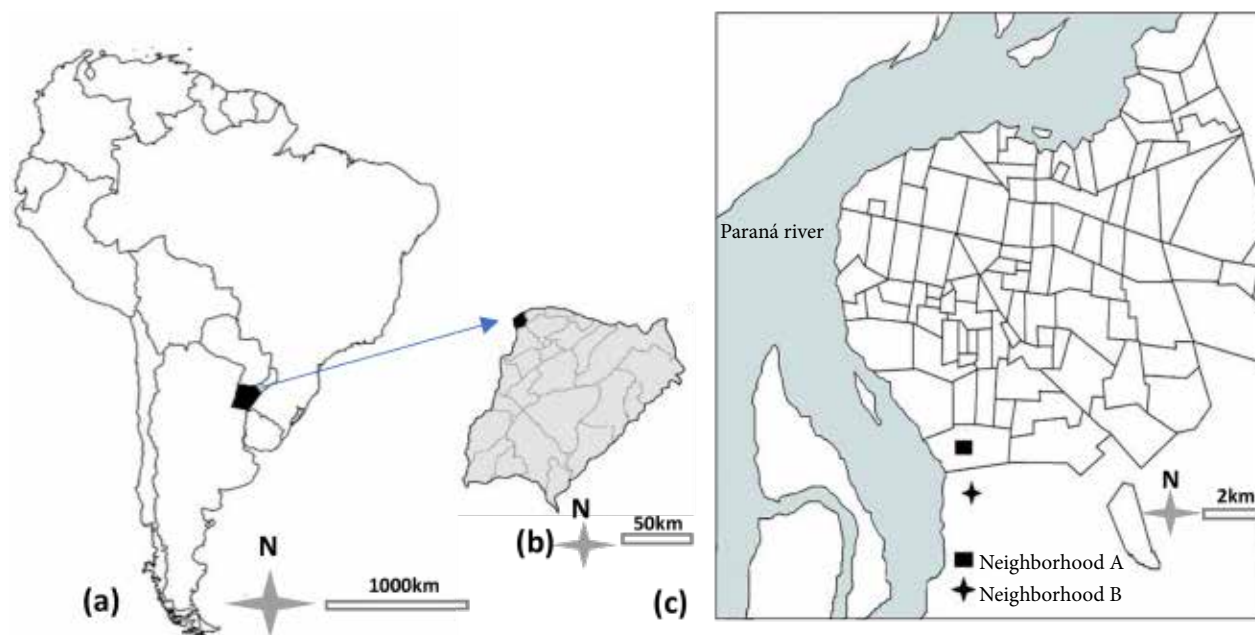 N
(a)
1000km
N
(b)
50km
(c)
Paraná river
N
2km
Neighborhood A
Neighborhood B